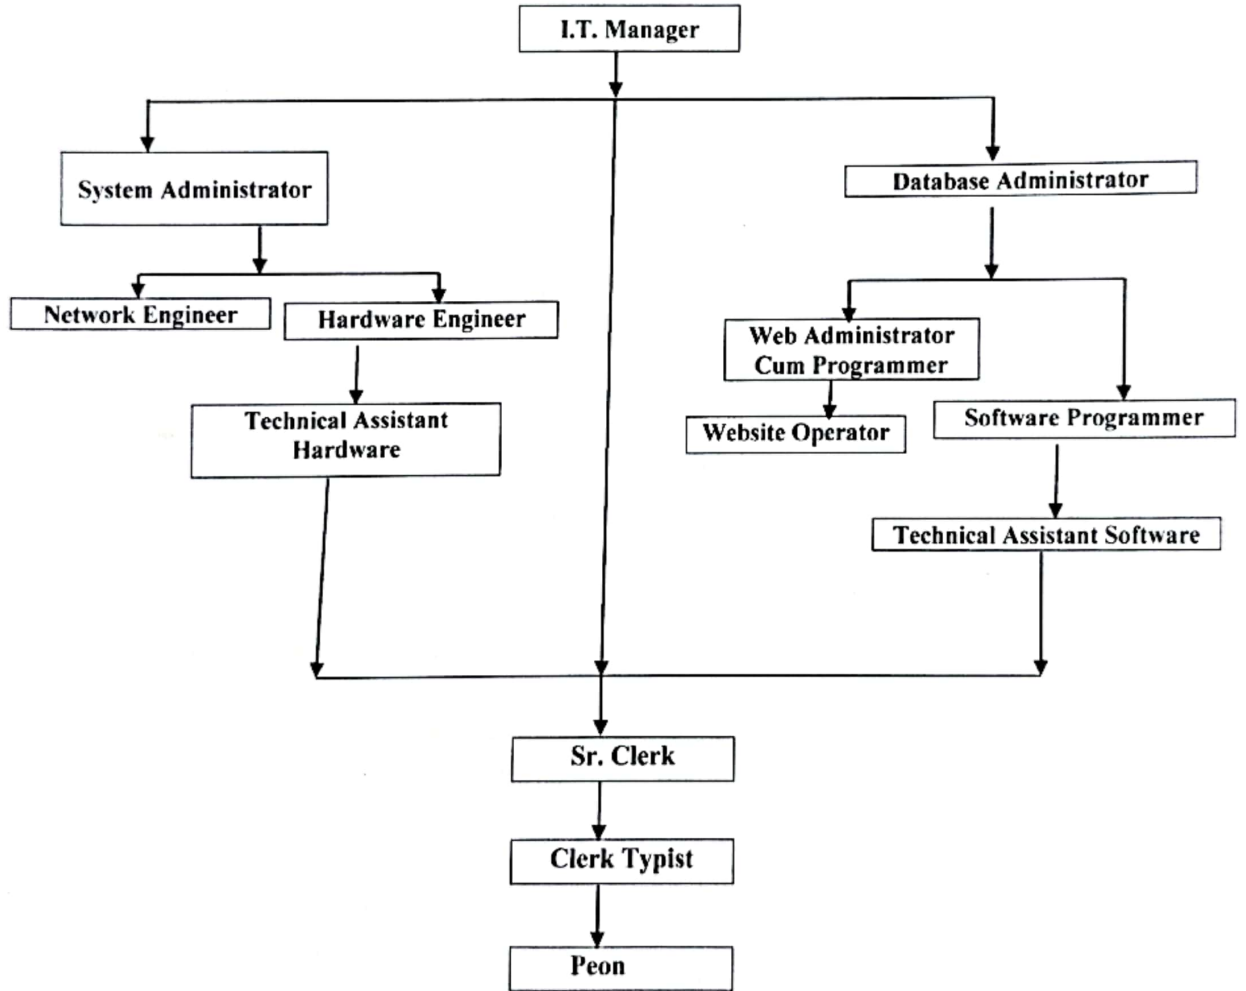 I.T. Manager
System Administrator
Database Administrator
Network Engineer
Hardware Engineer
Web Administrator
Cum Programmer
Technical Assistant
Hardware
Website Operator
Software Programmer
Technical Assistant Software
Sr. Clerk
Clerk Typist
Peon